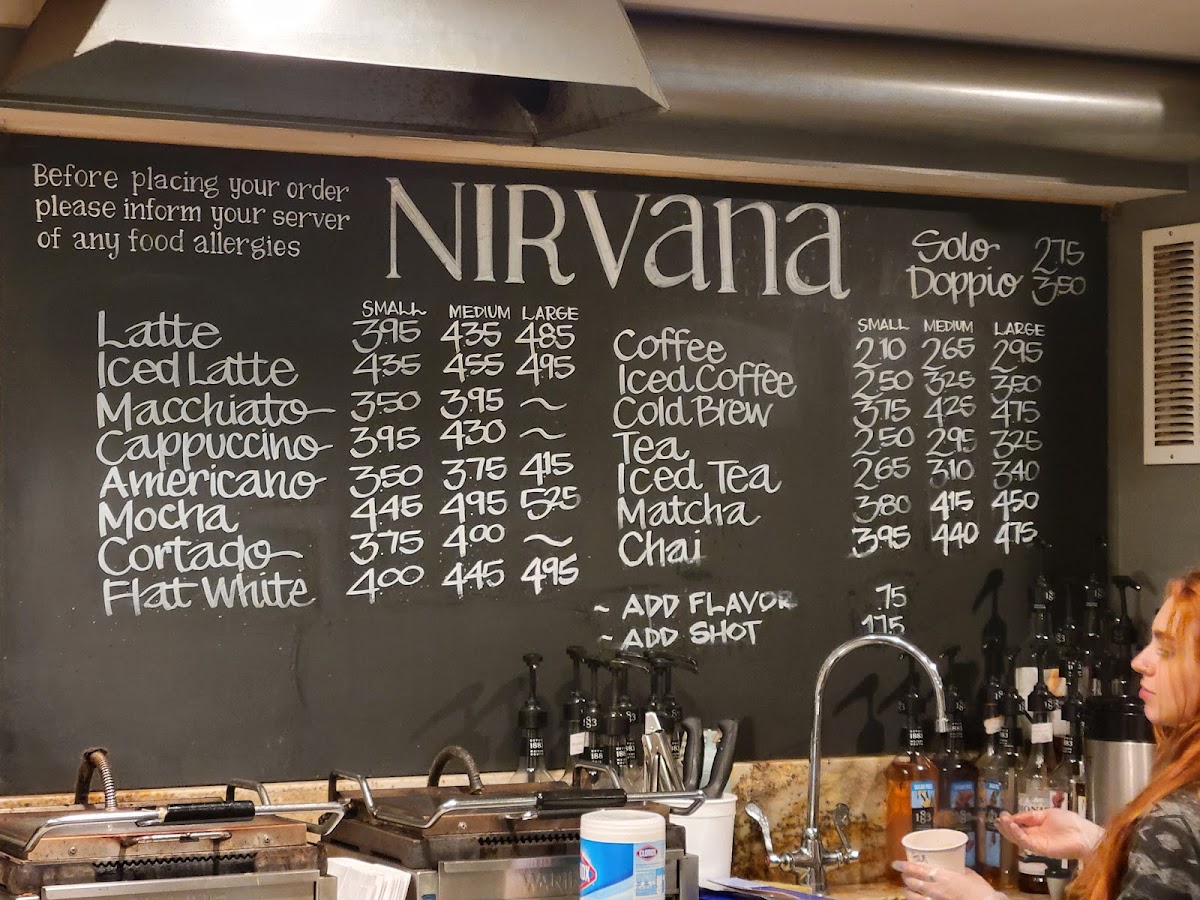 Before placing your order
please inform your server
of any food allergies
NIRvana
Solo 2.75
Doppio 3.50
SMALL MEDIUM LARGE
Latte 3.95 4.35 4.85
Iced Latte 4.35 4.55 4.95
Macchiato 3.50 3.95 ~
Cappuccino 3.95 4.30 ~
Americano 3.50 3.75 4.15
Mocha 4.45 4.95 5.25
Cortado 3.75 4.00 ~
Flat White 4.00 4.45 4.95
SMALL MEDIUM LARGE
Coffee 2.10 2.65 2.95
Iced Coffee 2.50 3.25 3.50
Cold Brew 3.75 4.25 4.75
Tea 2.50 2.95 3.25
Iced Tea 2.65 3.10 3.40
Matcha 3.80 4.15 4.50
Chai 3.95 4.40 4.75
~ ADD FLAVOR .75
~ ADD SHOT 1.75
1883
CLOROX